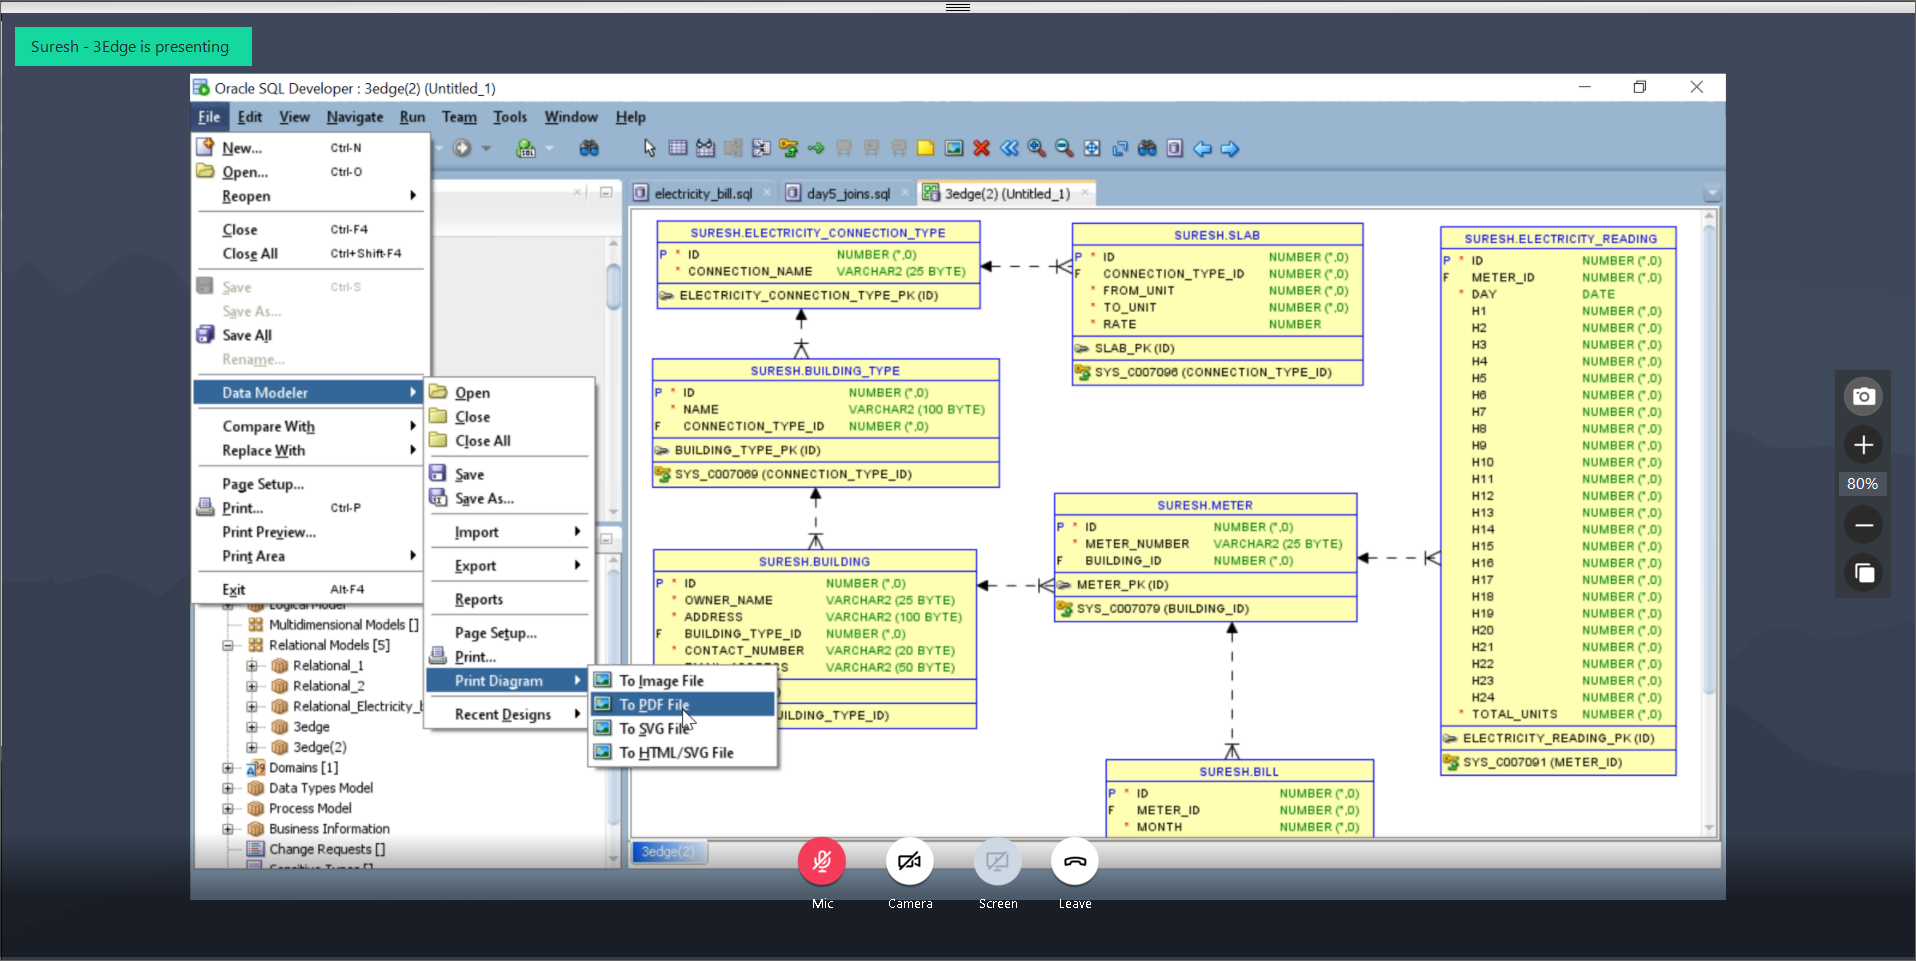 Suresh - 3Edge is presenting
Oracle SQL Developer : 3edge(2) (Untitled_1)
File Edit View Navigate Run Team Tools Window Help
New... Ctrl-N
Open... Ctrl-O
Reopen
Close Ctrl-F4
Close All Ctrl+Shift-F4
Save Ctrl-S
Save As...
Save All
Rename...
Data Modeler
Compare With
Replace With
Page Setup...
Print... Ctrl-P
Print Preview...
Print Area
Exit Alt-F4
Open
Close
Close All
Save
Save As...
Import
Export
Reports
Page Setup...
Print...
Print Diagram
Recent Designs
To Image File
To PDF File
To SVG File
To HTML/SVG File
Logical Model
Multidimensional Models []
Relational Models [5]
Relational_1
Relational_2
Relational_Electricity_
3edge
3edge(2)
Domains [1]
Data Types Model
Process Model
Business Information
Change Requests []
Sensitive Types []
electricity_bill.sql
day5_joins.sql
3edge(2) (Untitled_1)
SURESH.ELECTRICITY_CONNECTION_TYPE
P * ID NUMBER (*,0)
* CONNECTION_NAME VARCHAR2 (25 BYTE)
ELECTRICITY_CONNECTION_TYPE_PK (ID)
SURESH.SLAB
P * ID NUMBER (*,0)
F CONNECTION_TYPE_ID NUMBER (*,0)
* FROM_UNIT NUMBER (*,0)
* TO_UNIT NUMBER (*,0)
* RATE NUMBER
SLAB_PK (ID)
SYS_C007096 (CONNECTION_TYPE_ID)
SURESH.ELECTRICITY_READING
P * ID NUMBER (*,0)
F METER_ID NUMBER (*,0)
* DAY DATE
H1 NUMBER (*,0)
H2 NUMBER (*,0)
H3 NUMBER (*,0)
H4 NUMBER (*,0)
H5 NUMBER (*,0)
H6 NUMBER (*,0)
H7 NUMBER (*,0)
H8 NUMBER (*,0)
H9 NUMBER (*,0)
H10 NUMBER (*,0)
H11 NUMBER (*,0)
H12 NUMBER (*,0)
H13 NUMBER (*,0)
H14 NUMBER (*,0)
H15 NUMBER (*,0)
H16 NUMBER (*,0)
H17 NUMBER (*,0)
H18 NUMBER (*,0)
H19 NUMBER (*,0)
H20 NUMBER (*,0)
H21 NUMBER (*,0)
H22 NUMBER (*,0)
H23 NUMBER (*,0)
H24 NUMBER (*,0)
* TOTAL_UNITS NUMBER (*,0)
ELECTRICITY_READING_PK (ID)
SYS_C007091 (METER_ID)
SURESH.BUILDING_TYPE
P * ID NUMBER (*,0)
* NAME VARCHAR2 (100 BYTE)
F CONNECTION_TYPE_ID NUMBER (*,0)
BUILDING_TYPE_PK (ID)
SYS_C007069 (CONNECTION_TYPE_ID)
SURESH.METER
P * ID NUMBER (*,0)
* METER_NUMBER VARCHAR2 (25 BYTE)
F BUILDING_ID NUMBER (*,0)
METER_PK (ID)
SYS_C007079 (BUILDING_ID)
SURESH.BUILDING
P * ID NUMBER (*,0)
* OWNER_NAME VARCHAR2 (25 BYTE)
* ADDRESS VARCHAR2 (100 BYTE)
F BUILDING_TYPE_ID NUMBER (*,0)
* CONTACT_NUMBER VARCHAR2 (20 BYTE)
VARCHAR2 (50 BYTE)
UILDING_TYPE_ID)
SURESH.BILL
P * ID NUMBER (*,0)
F METER_ID NUMBER (*,0)
* MONTH NUMBER (*,0)
3edge(2)
80%
Mic
Camera
Screen
Leave